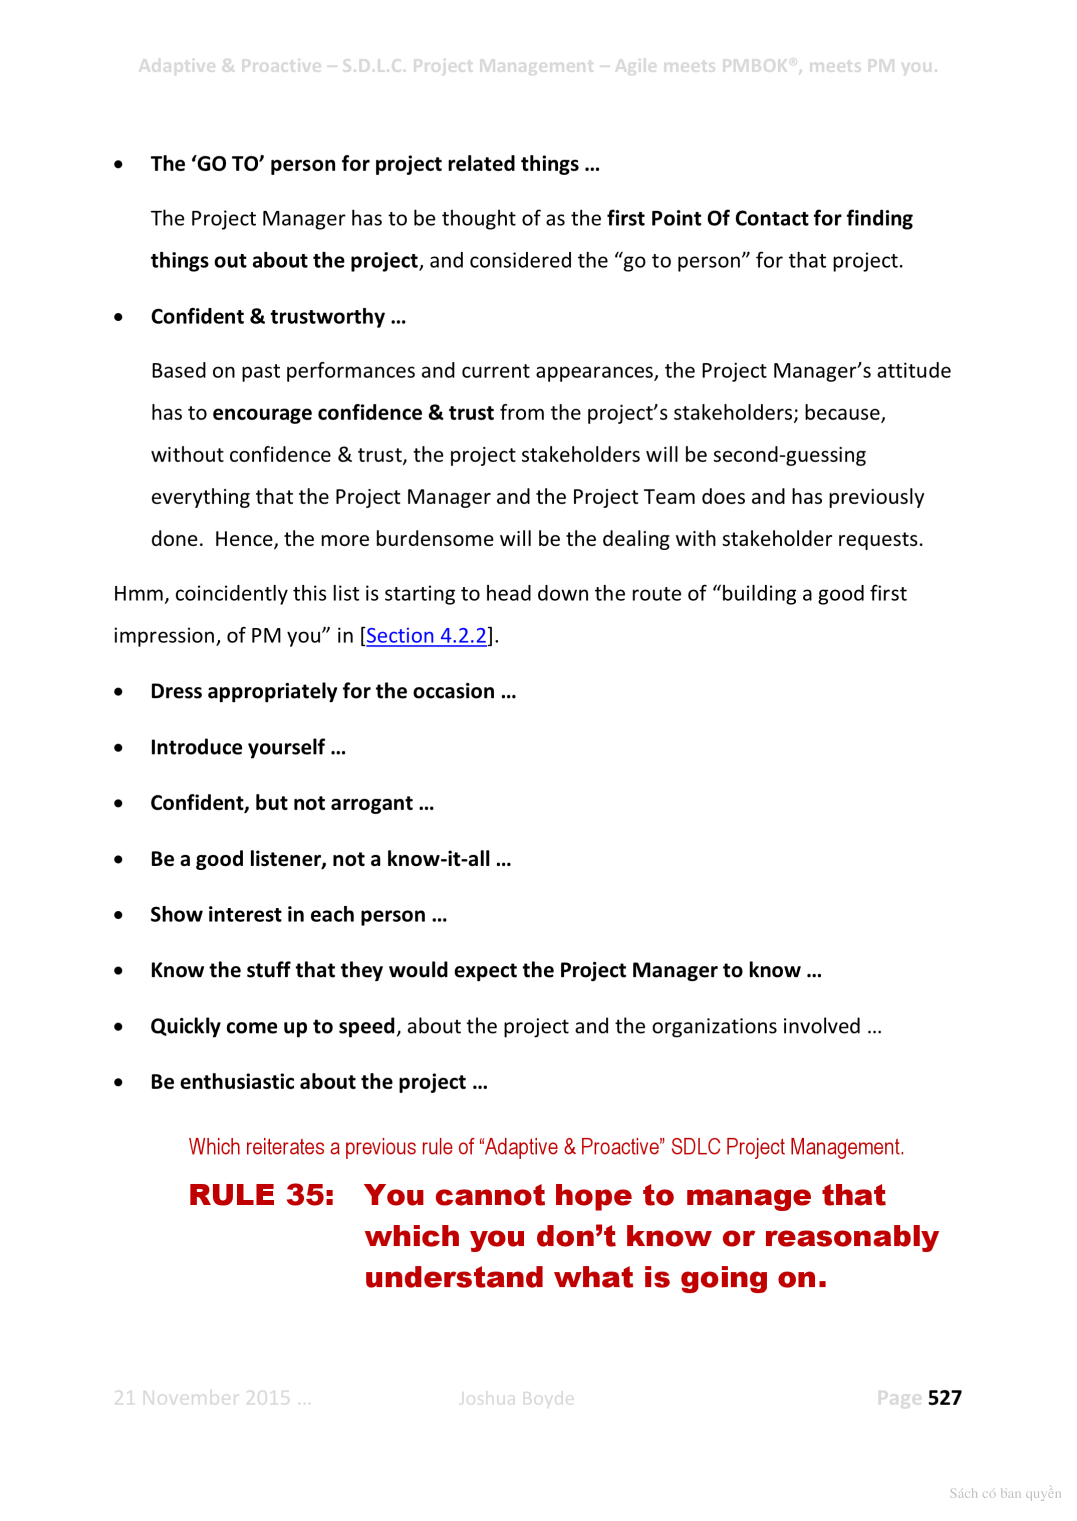 Adaptive & Proactive – S.D.L.C. Project Management – Agile meets PMBOK®, meets PM you.
• The ‘GO TO’ person for project related things …
The Project Manager has to be thought of as the first Point Of Contact for finding
things out about the project, and considered the “go to person” for that project.
• Confident & trustworthy …
Based on past performances and current appearances, the Project Manager’s attitude
has to encourage confidence & trust from the project’s stakeholders; because,
without confidence & trust, the project stakeholders will be second-guessing
everything that the Project Manager and the Project Team does and has previously
done.  Hence, the more burdensome will be the dealing with stakeholder requests.
Hmm, coincidently this list is starting to head down the route of “building a good first
impression, of PM you” in [Section 4.2.2].
• Dress appropriately for the occasion …
• Introduce yourself …
• Confident, but not arrogant …
• Be a good listener, not a know-it-all …
• Show interest in each person …
• Know the stuff that they would expect the Project Manager to know …
• Quickly come up to speed, about the project and the organizations involved …
• Be enthusiastic about the project …
Which reiterates a previous rule of “Adaptive & Proactive” SDLC Project Management.
RULE 35: You cannot hope to manage that
which you don’t know or reasonably
understand what is going on.
21 November 2015 … Joshua Boyde Page 527
Sách có bản quyền